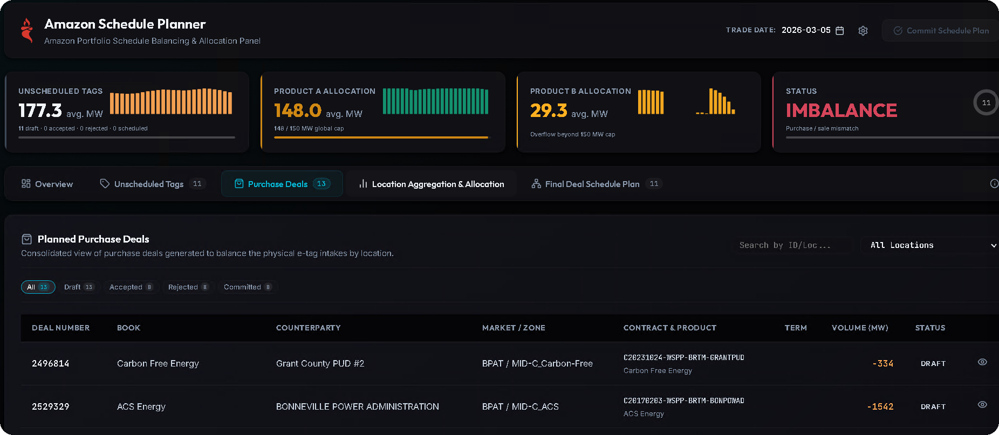 Amazon Schedule Planner
Amazon Portfolio Schedule Balancing & Allocation Panel
TRADE DATE: 2026-03-05
Commit Schedule Plan
UNSCHEDULED TAGS
177.3 avg. MW
11 draft · 0 accepted · 0 rejected · 0 scheduled
PRODUCT A ALLOCATION
148.0 avg. MW
148 / 150 MW global cap
PRODUCT B ALLOCATION
29.3 avg. MW
Overflow beyond 150 MW cap
STATUS
IMBALANCE
Purchase / sale mismatch
11
Overview
Unscheduled Tags 11
Purchase Deals 13
Location Aggregation & Allocation
Final Deal Schedule Plan 11
Planned Purchase Deals
Consolidated view of purchase deals generated to balance the physical e-tag intakes by location.
Search by ID/Loc...
All Locations
All 13
Draft 13
Accepted 0
Rejected 0
Committed 0
DEAL NUMBER BOOK COUNTERPARTY MARKET / ZONE CONTRACT & PRODUCT TERM VOLUME (MW) STATUS
2496814 Carbon Free Energy Grant County PUD #2 BPAT / MID-C_Carbon-Free C20231024-WSPP-BRTM-GRANTPUD -334 DRAFT
Carbon Free Energy
2529329 ACS Energy BONNEVILLE POWER ADMINISTRATION BPAT / MID-C_ACS C20170203-WSPP-BRTM-BONPOWAD -1542 DRAFT
ACS Energy